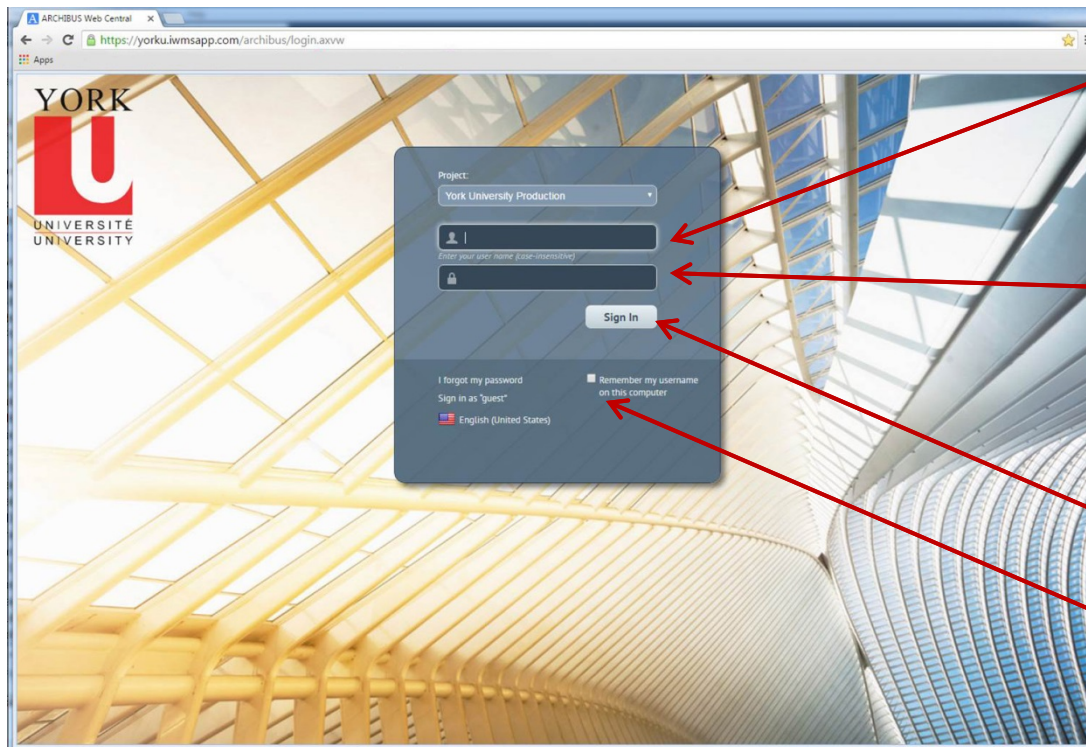 ARCHIBUS Web Central
https://yorku.iwmsapp.com/archibus/login.axvw
Apps
YORK
U
UNIVERSITÉ
UNIVERSITY
Project:
York University Production
Enter your user name (case-insensitive)
Sign In
I forgot my password
Remember my username
on this computer
Sign in as "guest"
English (United States)